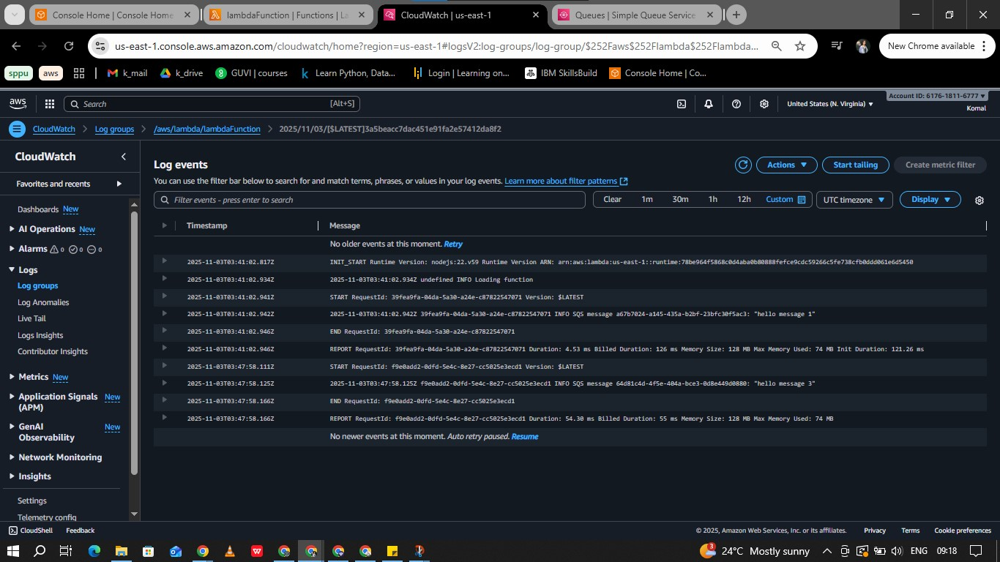 Console Home | Console Home
lambdaFunction | Functions | La
CloudWatch | us-east-1
Queues | Simple Queue Service
us-east-1.console.aws.amazon.com/cloudwatch/home?region=us-east-1#logsV2:log-groups/log-group/$252Faws$252Flambda$252Flambda...
New Chrome available
sppu
aws
k_mail
k_drive
GUVI | courses
Learn Python, Data...
Login | Learning on...
IBM SkillsBuild
Console Home | Co...
aws
Search
[Alt+S]
United States (N. Virginia)
Account ID: 6176-1811-6777
Komal
CloudWatch
Log groups
/aws/lambda/lambdaFunction
2025/11/03/[$LATEST]3a5beacc7dac451e91fa2e57412da8f2
CloudWatch
Favorites and recents
Dashboards New
AI Operations New
Alarms 0 0 0
Logs
Log groups
Log Anomalies
Live Tail
Logs Insights
Contributor Insights
Metrics New
Application Signals (APM) New
GenAI Observability New
Network Monitoring
Insights
Settings
Telemetry config
Log events
Actions
Start tailing
Create metric filter
You can use the filter bar below to search for and match terms, phrases, or values in your log events. Learn more about filter patterns
Filter events - press enter to search
Clear 1m 30m 1h 12h Custom
UTC timezone
Display
Timestamp Message
No older events at this moment. Retry
2025-11-03T03:41:02.817Z INIT_START Runtime Version: nodejs:22.v59 Runtime Version ARN: arn:aws:lambda:us-east-1::runtime:78be964f5868c0d4aba0b80888fefce9cdc59266c5fe738cfb0ddd061e6d5450
2025-11-03T03:41:02.934Z 2025-11-03T03:41:02.934Z undefined INFO Loading function
2025-11-03T03:41:02.941Z START RequestId: 39fea9fa-04da-5a30-a24e-c87822547071 Version: $LATEST
2025-11-03T03:41:02.942Z 2025-11-03T03:41:02.942Z 39fea9fa-04da-5a30-a24e-c87822547071 INFO SQS message a67b7024-a145-435a-b2bf-23bfc30f5ac3: "hello message 1"
2025-11-03T03:41:02.946Z END RequestId: 39fea9fa-04da-5a30-a24e-c87822547071
2025-11-03T03:41:02.946Z REPORT RequestId: 39fea9fa-04da-5a30-a24e-c87822547071 Duration: 4.53 ms Billed Duration: 126 ms Memory Size: 128 MB Max Memory Used: 74 MB Init Duration: 121.26 ms
2025-11-03T03:47:58.111Z START RequestId: f9e0add2-0dfd-5e4c-8e27-cc5025e3ecd1 Version: $LATEST
2025-11-03T03:47:58.125Z 2025-11-03T03:47:58.125Z f9e0add2-0dfd-5e4c-8e27-cc5025e3ecd1 INFO SQS message 64d81c4d-4f5e-404a-bce3-0d8e449d0880: "hello message 3"
2025-11-03T03:47:58.166Z END RequestId: f9e0add2-0dfd-5e4c-8e27-cc5025e3ecd1
2025-11-03T03:47:58.166Z REPORT RequestId: f9e0add2-0dfd-5e4c-8e27-cc5025e3ecd1 Duration: 54.30 ms Billed Duration: 55 ms Memory Size: 128 MB Max Memory Used: 74 MB
No newer events at this moment. Auto retry paused. Resume
CloudShell
Feedback
© 2025, Amazon Web Services, Inc. or its affiliates.
Privacy
Terms
Cookie preferences
3
24°C Mostly sunny
ENG
09:18